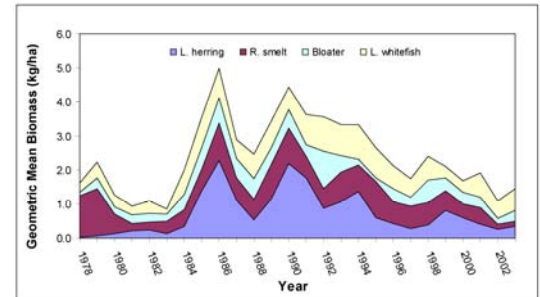 6.0
L. herring R. smelt Bloater L. whitefish
5.0
4.0
3.0
2.0
1.0
0.0
Geometric Mean Biomass (kg/ha)
1978 1980 1982 1984 1986 1988 1990 1992 1994 1996 1998 2000 2002
Year